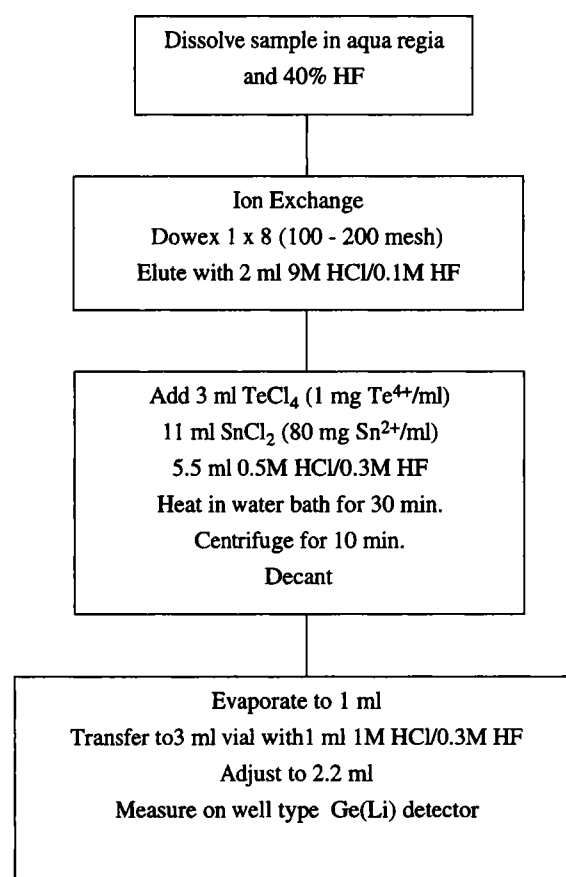 Dissolve sample in aqua regia
and 40% HF
Ion Exchange
Dowex 1 x 8 (100 - 200 mesh)
Elute with 2 ml 9M HCl/0.1M HF
Add 3 ml TeCl₄ (1 mg Te⁴⁺/ml)
11 ml SnCl₂ (80 mg Sn²⁺/ml)
5.5 ml 0.5M HCl/0.3M HF
Heat in water bath for 30 min.
Centrifuge for 10 min.
Decant
Evaporate to 1 ml
Transfer to3 ml vial with1 ml 1M HCl/0.3M HF
Adjust to 2.2 ml
Measure on well type Ge(Li) detector